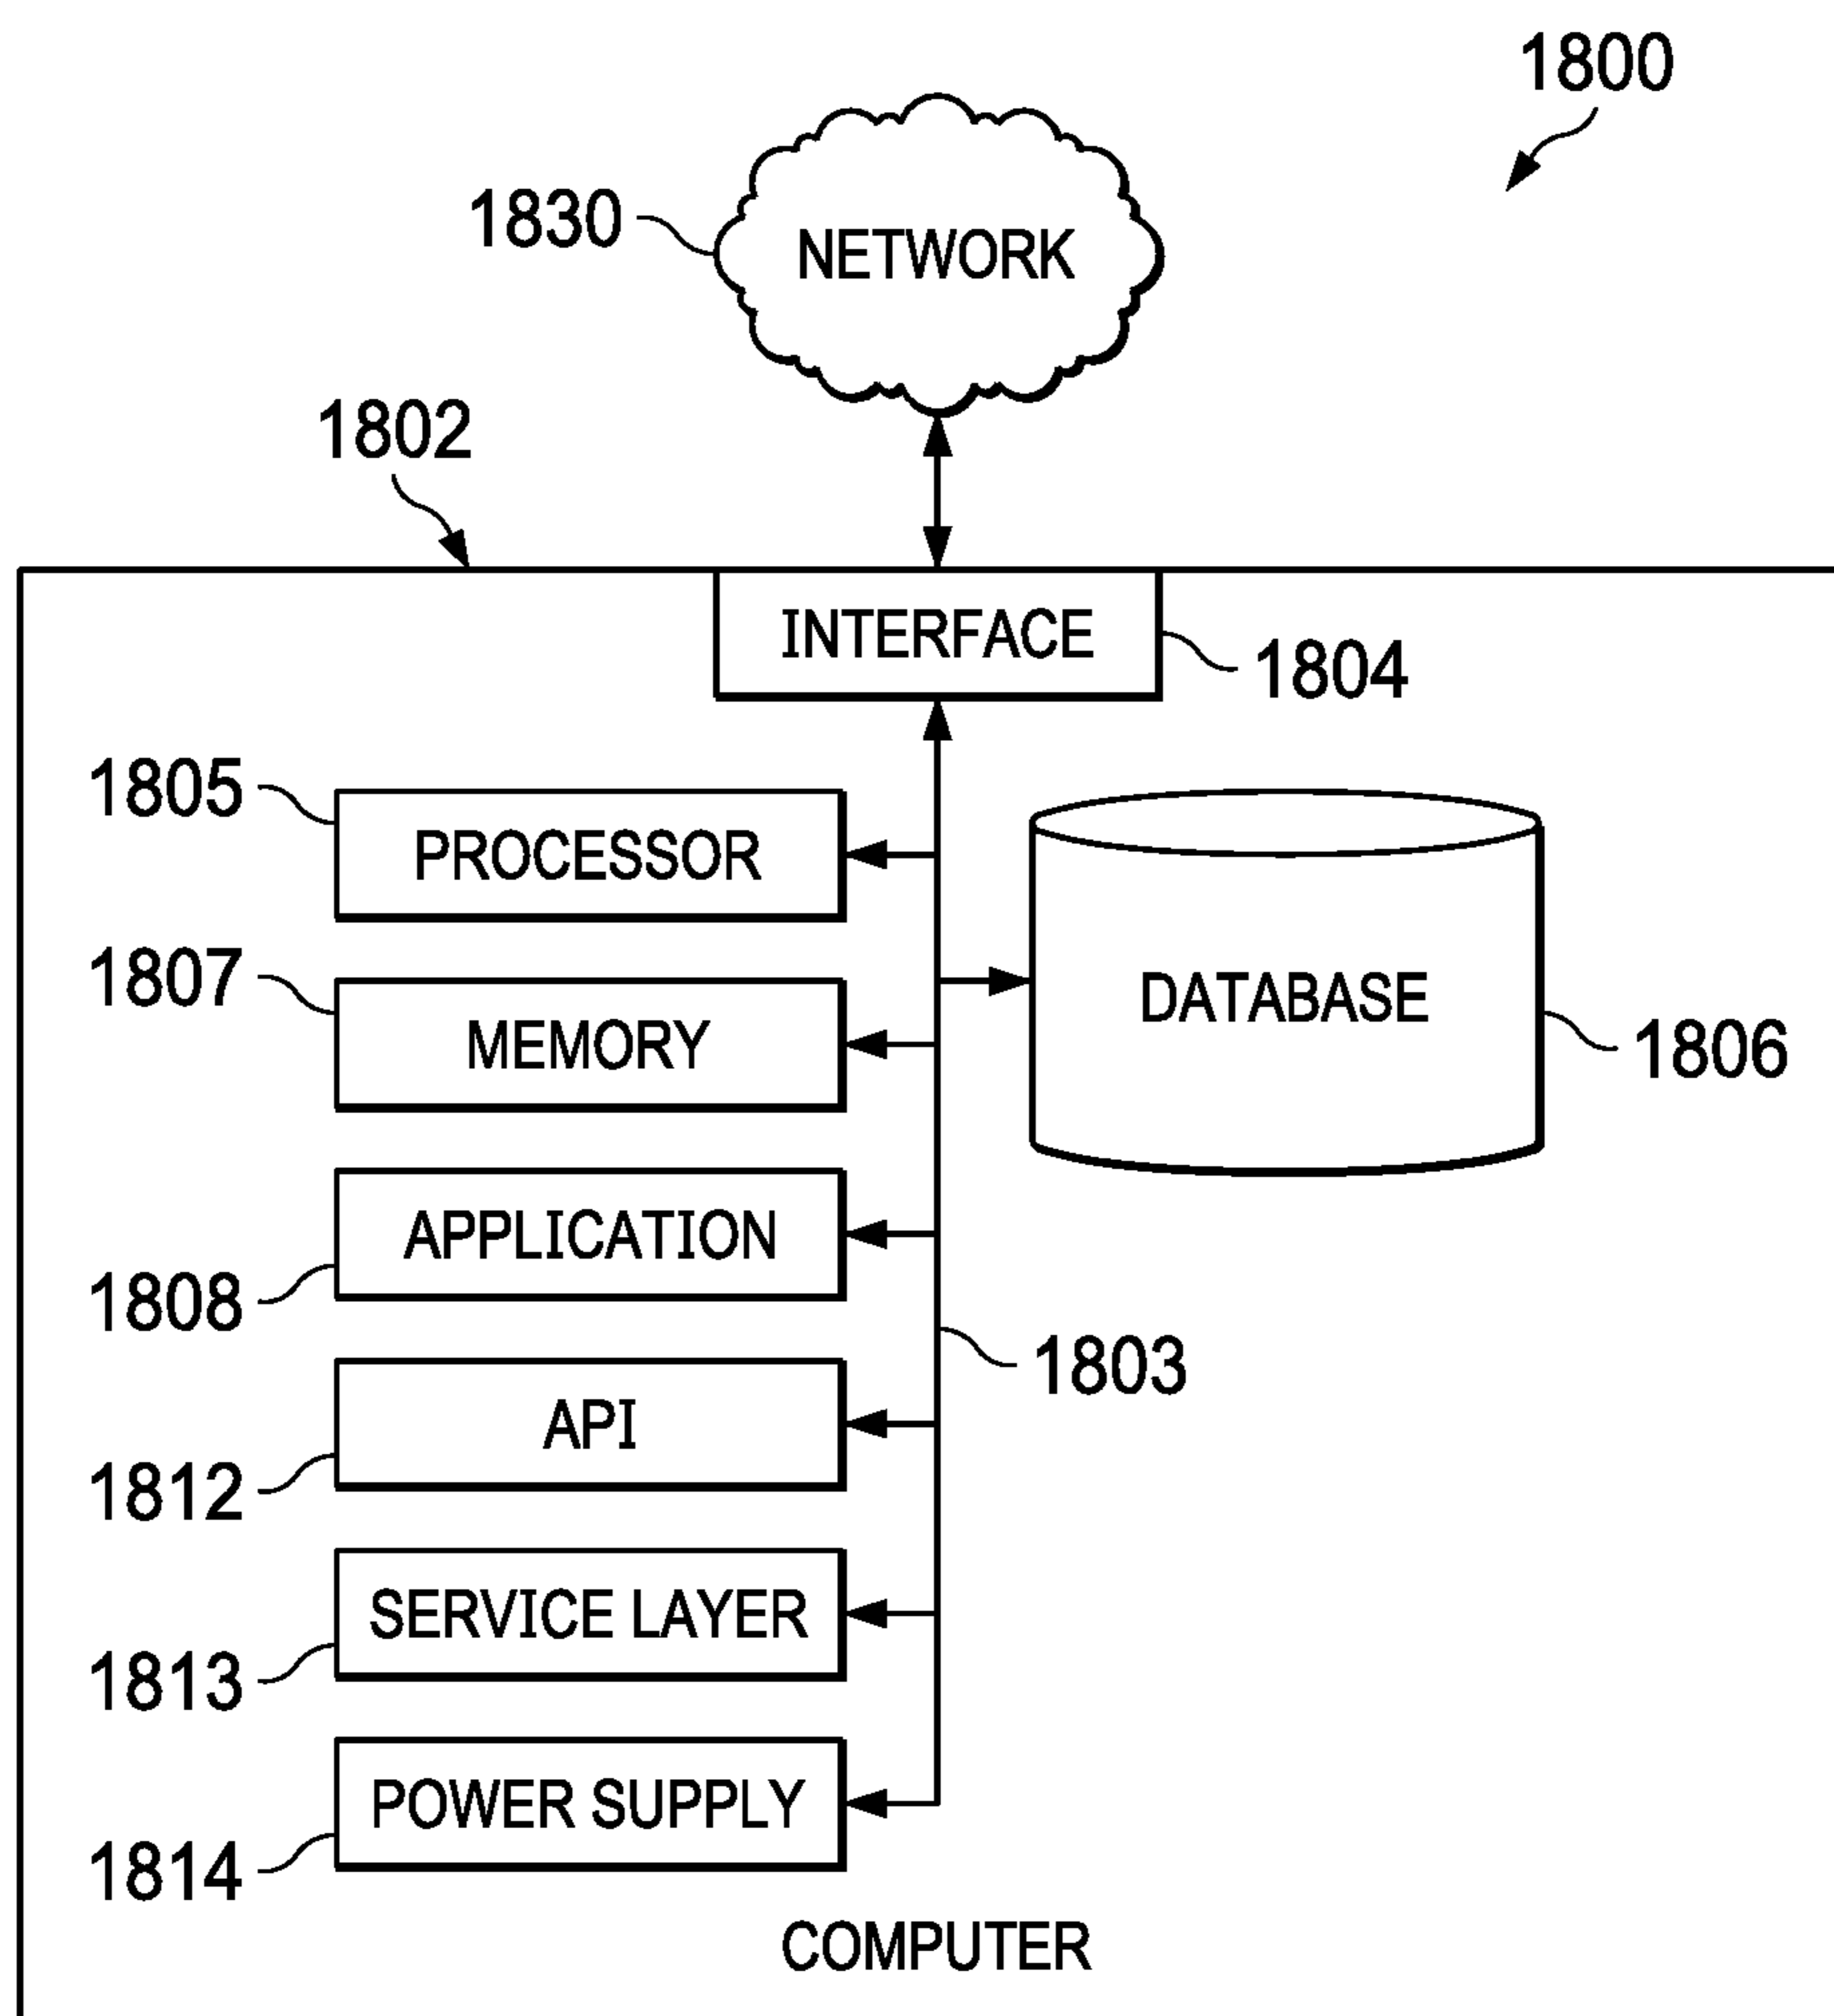 1800
1830
NETWORK
1802
INTERFACE
1804
1805
PROCESSOR
1807
MEMORY
DATABASE
1806
APPLICATION
1808
1803
API
1812
SERVICE LAYER
1813
POWER SUPPLY
1814
COMPUTER